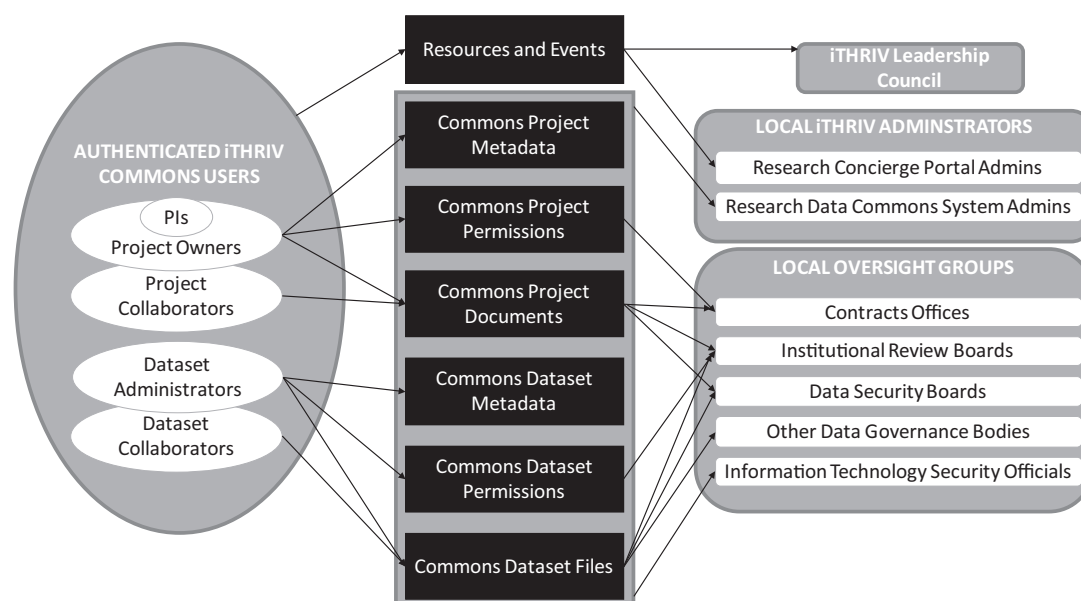 AUTHENTICATED iTHRIV
COMMONS USERS
PIs
Project Owners
Project
Collaborators
Dataset
Administrators
Dataset
Collaborators
Resources and Events
Commons Project
Metadata
Commons Project
Permissions
Commons Project
Documents
Commons Dataset
Metadata
Commons Dataset
Permissions
Commons Dataset Files
iTHRIV Leadership
Council
LOCAL iTHRIV ADMINSTRATORS
Research Concierge Portal Admins
Research Data Commons System Admins
LOCAL OVERSIGHT GROUPS
Contracts Offices
Institutional Review Boards
Data Security Boards
Other Data Governance Bodies
Information Technology Security Officials